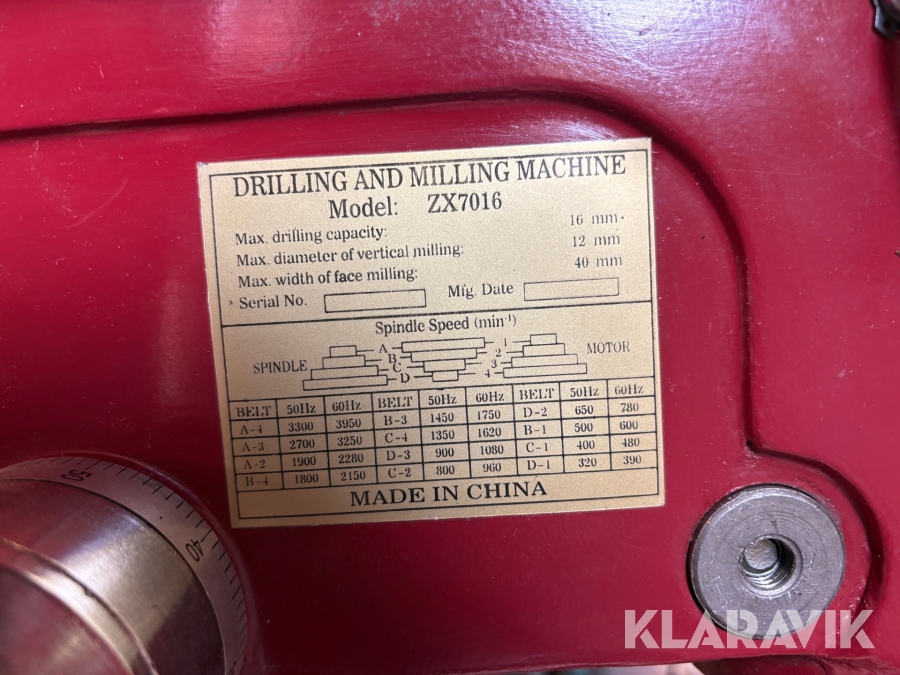 DRILLING AND MILLING MACHINE
Model: ZX7016
Max. drilling capacity: 16 mm
Max. diameter of vertical milling: 12 mm
Max. width of face milling: 40 mm
Serial No. Mfg. Date
Spindle Speed (min⁻¹)
SPINDLE A B C D 1 2 3 4 MOTOR
BELT 50Hz 60Hz BELT 50Hz 60Hz BELT 50Hz 60Hz
A-4 3300 3950 B-3 1450 1750 D-2 650 780
A-3 2700 3250 C-4 1350 1620 B-1 500 600
A-2 1900 2280 D-3 900 1080 C-1 400 480
B-4 1800 2150 C-2 800 960 D-1 320 390
MADE IN CHINA
40
KLARAVIK